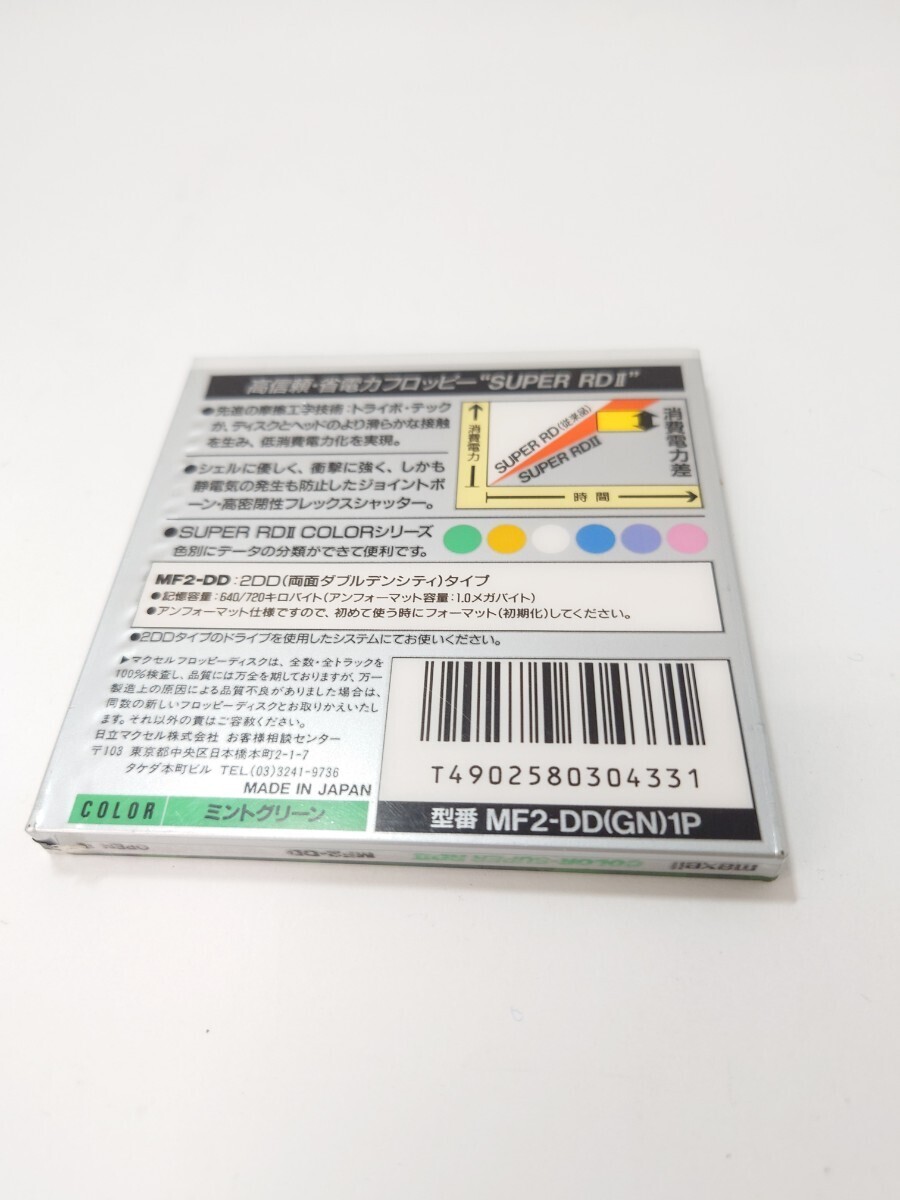 高信頼・省電力フロッピー"SUPER RDⅡ"
●先進の摩擦工学技術:トライボ・テック
が、ディスクとヘッドのより滑らかな接触
を生み、低消費電力化を実現。
●シェルに優しく、衝撃に強く、しかも
静電気の発生も防止したジョイントボ
ーン・高密閉性フレックスシャッター。
消費電力
SUPER RD(従来品)
SUPER RDⅡ
消費電力差
時間
●SUPER RDⅡ COLORシリーズ
色別にデータの分類ができて便利です。
MF2-DD:2DD(両面ダブルデンシティ)タイプ
●記憶容量:640/720キロバイト(アンフォーマット容量:1.0メガバイト)
●アンフォーマット仕様ですので、初めて使う時にフォーマット(初期化)してください。
●2DDタイプのドライブを使用したシステムにてお使いください。
▶マクセルフロッピーディスクは、全数・全トラックを
100%検査し、品質には万全を期しておりますが、万一
製造上の原因による品質不良がありました場合は、
同数の新しいフロッピーディスクとお取りかえいたし
ます。それ以外の責はご容赦ください。
日立マクセル株式会社 お客様相談センター
〒103 東京都中央区日本橋本町2-1-7
タケダ本町ビル TEL(03)3241-9736
MADE IN JAPAN
COLOR ミントグリーン
T4902580304331
型番 MF2-DD(GN)1P
maxell
COLOR・SUPER RDⅡ
MF2-DD
OPEN